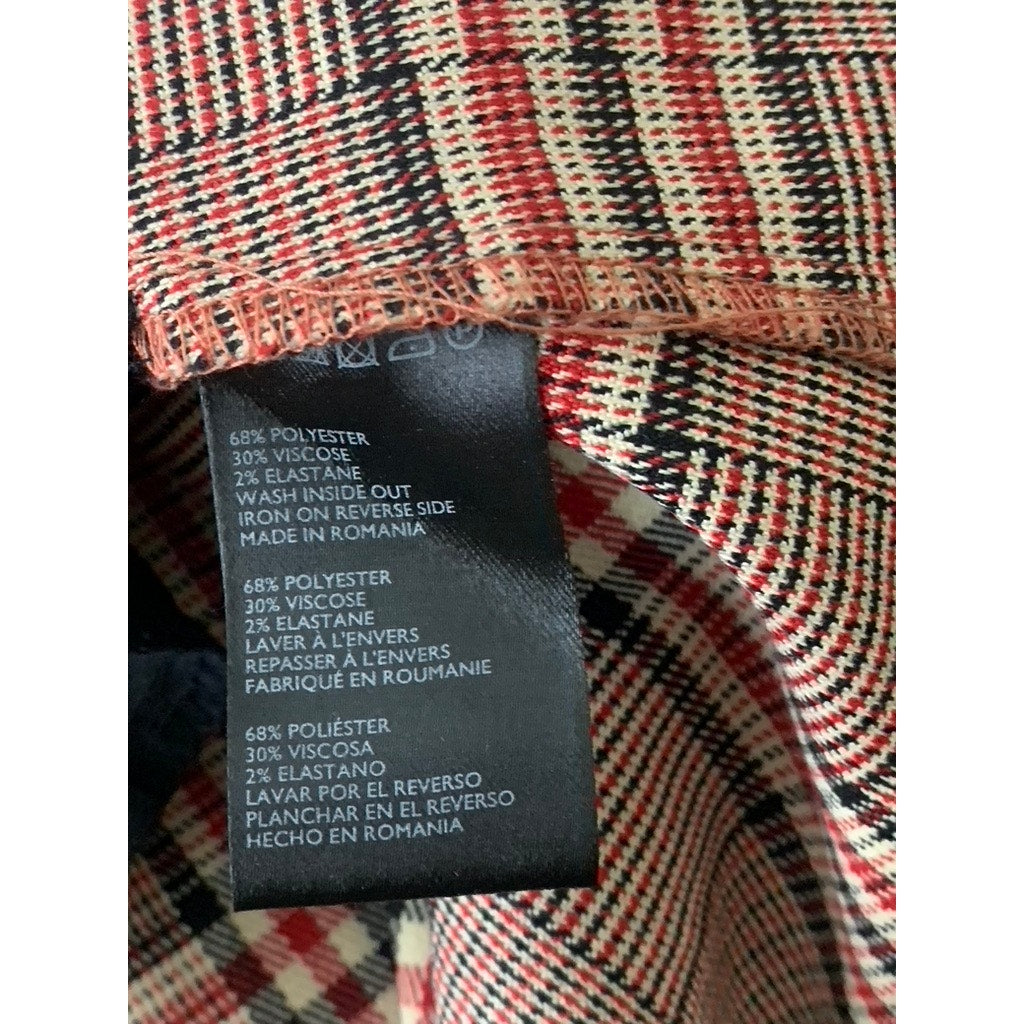 68% POLYESTER
30% VISCOSE
2% ELASTANE
WASH INSIDE OUT
IRON ON REVERSE SIDE
MADE IN ROMANIA
68% POLYESTER
30% VISCOSE
2% ELASTANE
LAVER À L'ENVERS
REPASSER À L'ENVERS
FABRIQUÉ EN ROUMANIE
68% POLIÉSTER
30% VISCOSA
2% ELASTANO
LAVAR POR EL REVERSO
PLANCHAR EN EL REVERSO
HECHO EN ROMANIA